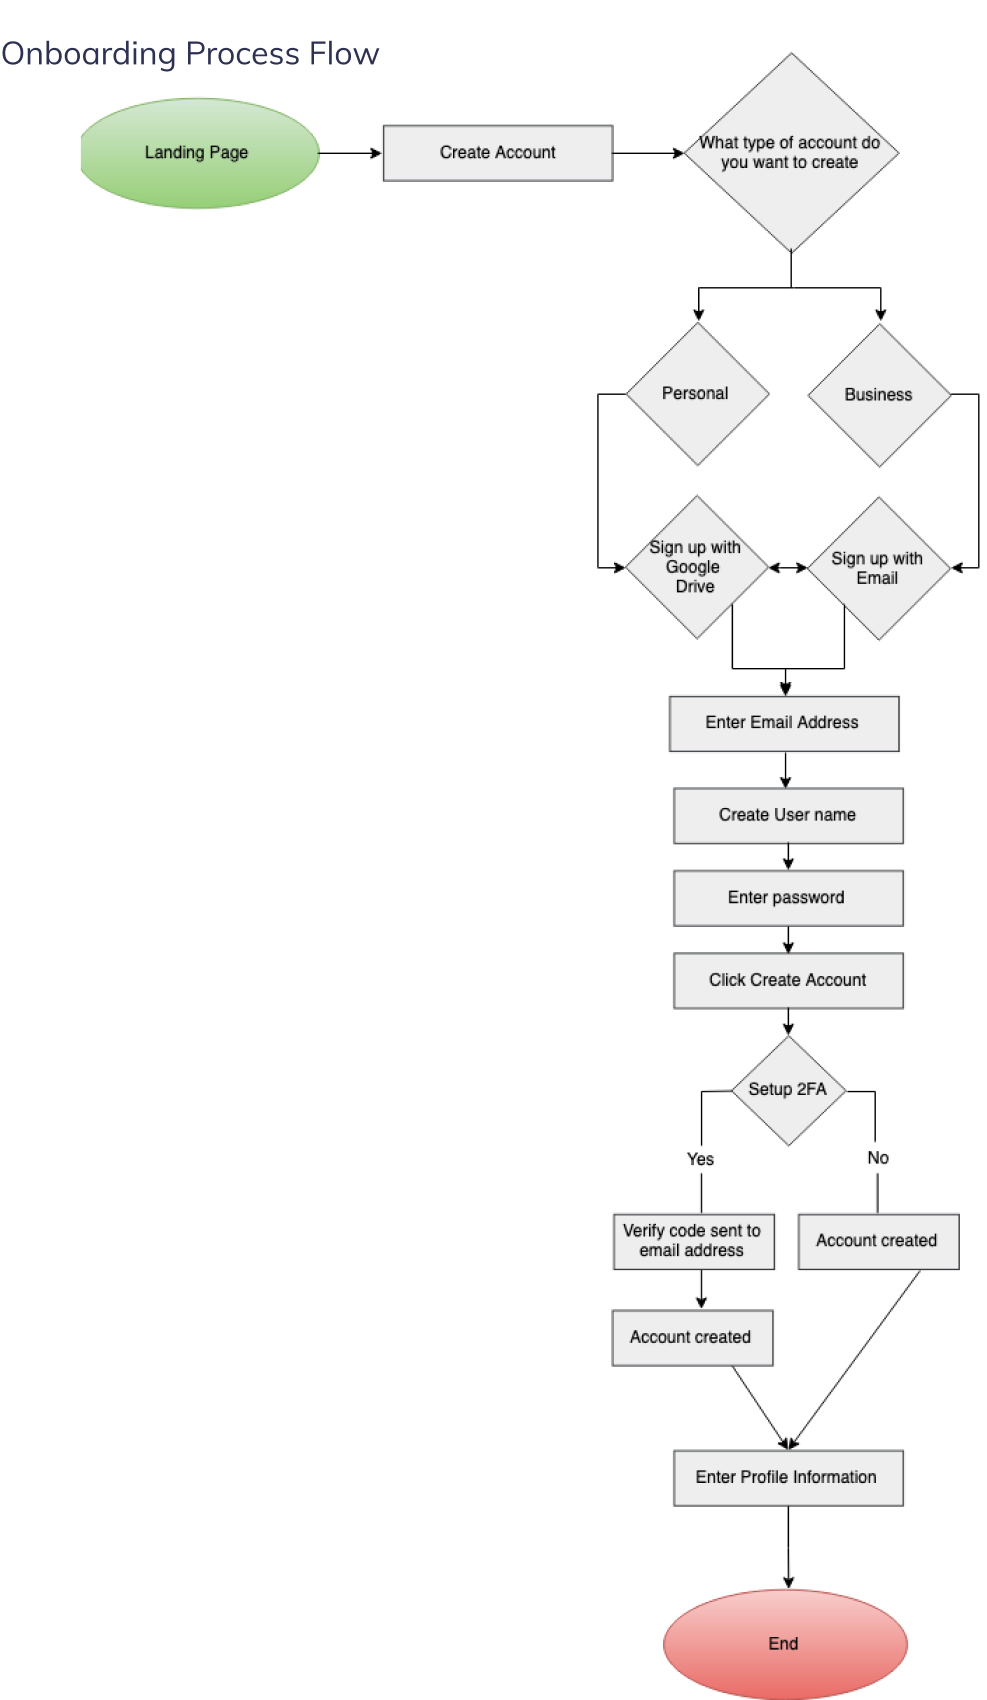 Onboarding Process Flow
Landing Page
Create Account
What type of account do
you want to create
Personal
Business
Sign up with
Google
Drive
Sign up with
Email
Enter Email Address
Create User name
Enter password
Click Create Account
Setup 2FA
Yes
No
Verify code sent to
email address
Account created
Account created
Enter Profile Information
End